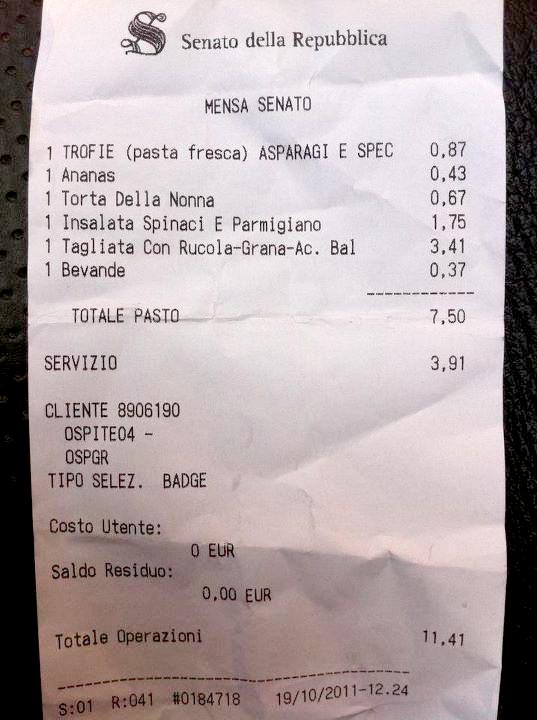 S Senato della Repubblica
MENSA SENATO
1 TROFIE (pasta fresca) ASPARAGI E SPEC 0,87
1 Ananas 0,43
1 Torta Della Nonna 0,67
1 Insalata Spinaci E Parmigiano 1,75
1 Tagliata Con Rucola-Grana-Ac. Bal 3,41
1 Bevande 0,37
TOTALE PASTO 7,50
SERVIZIO 3,91
CLIENTE 8906190
OSPITE04 -
OSPGR
TIPO SELEZ. BADGE
Costo Utente:
0 EUR
Saldo Residuo:
0,00 EUR
Totale Operazioni 11,41
S:01 R:041 #0184718 19/10/2011-12.24